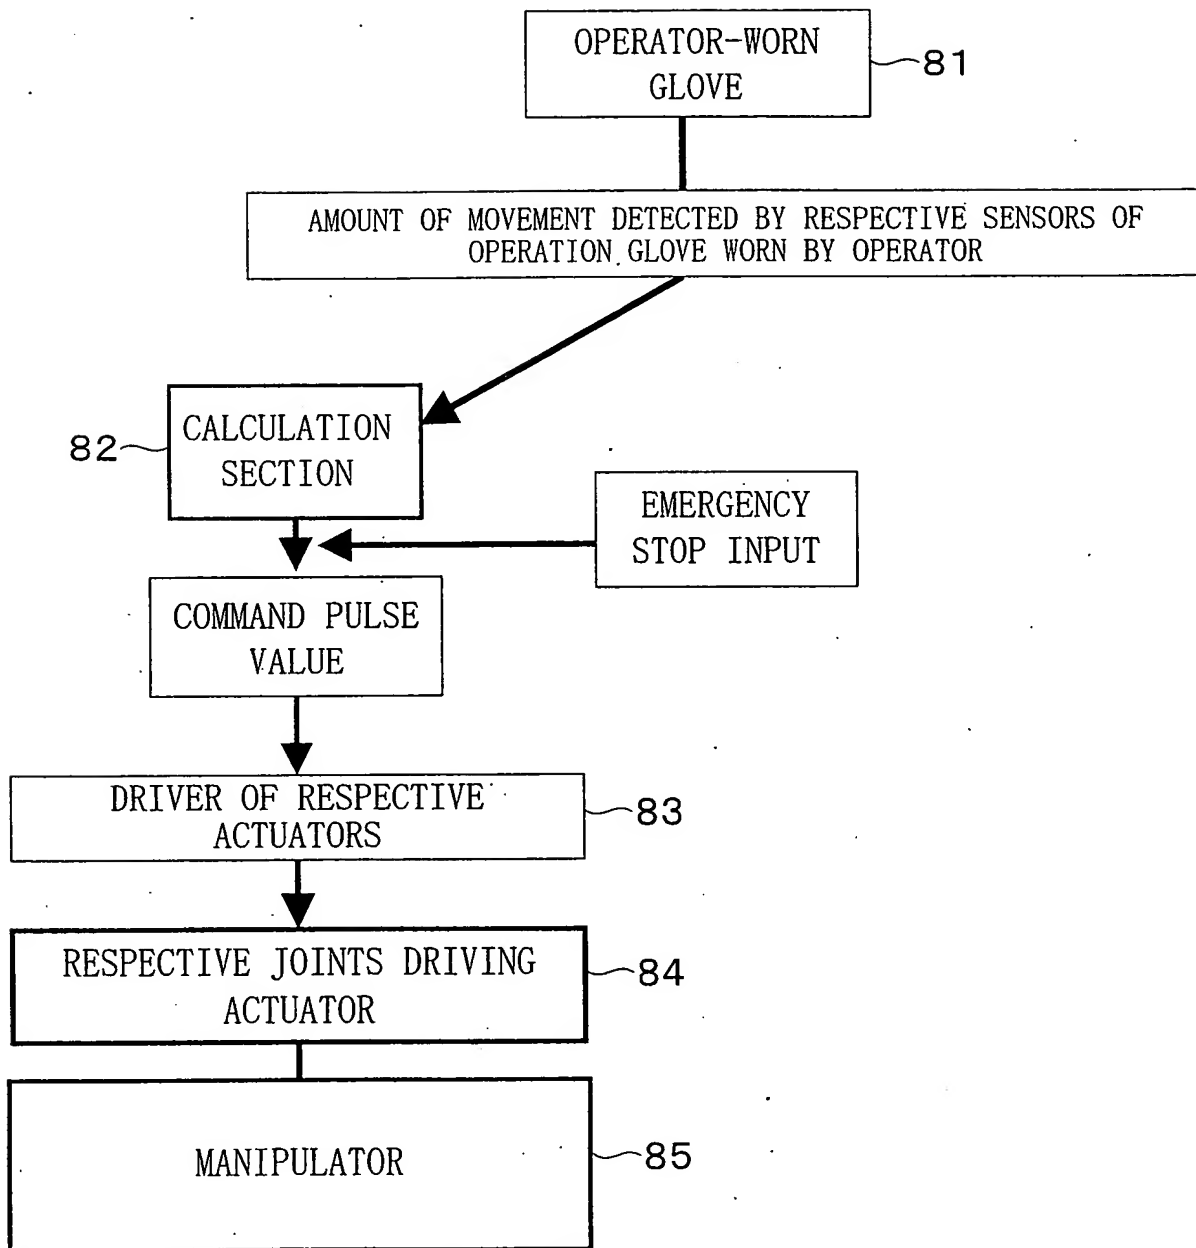 OPERATOR-WORN
GLOVE
81
AMOUNT OF MOVEMENT DETECTED BY RESPECTIVE SENSORS OF
OPERATION GLOVE WORN BY OPERATOR
82
CALCULATION
SECTION
EMERGENCY
STOP INPUT
COMMAND PULSE
VALUE
DRIVER OF RESPECTIVE
ACTUATORS
83
RESPECTIVE JOINTS DRIVING
ACTUATOR
84
MANIPULATOR
85